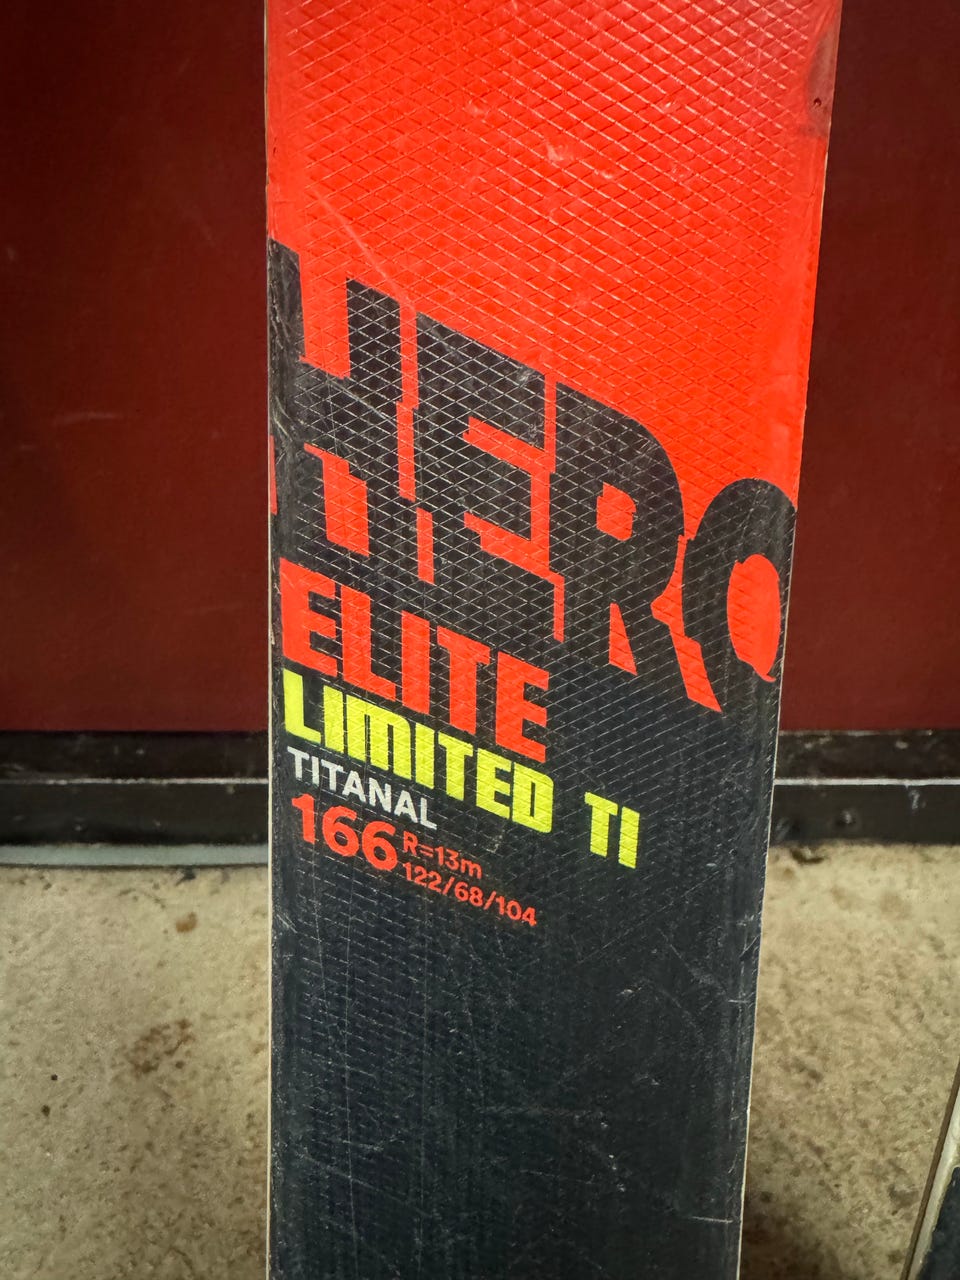 HERO
ELITE
LIMITED TI
TITANAL
166 R=13m
122/68/104